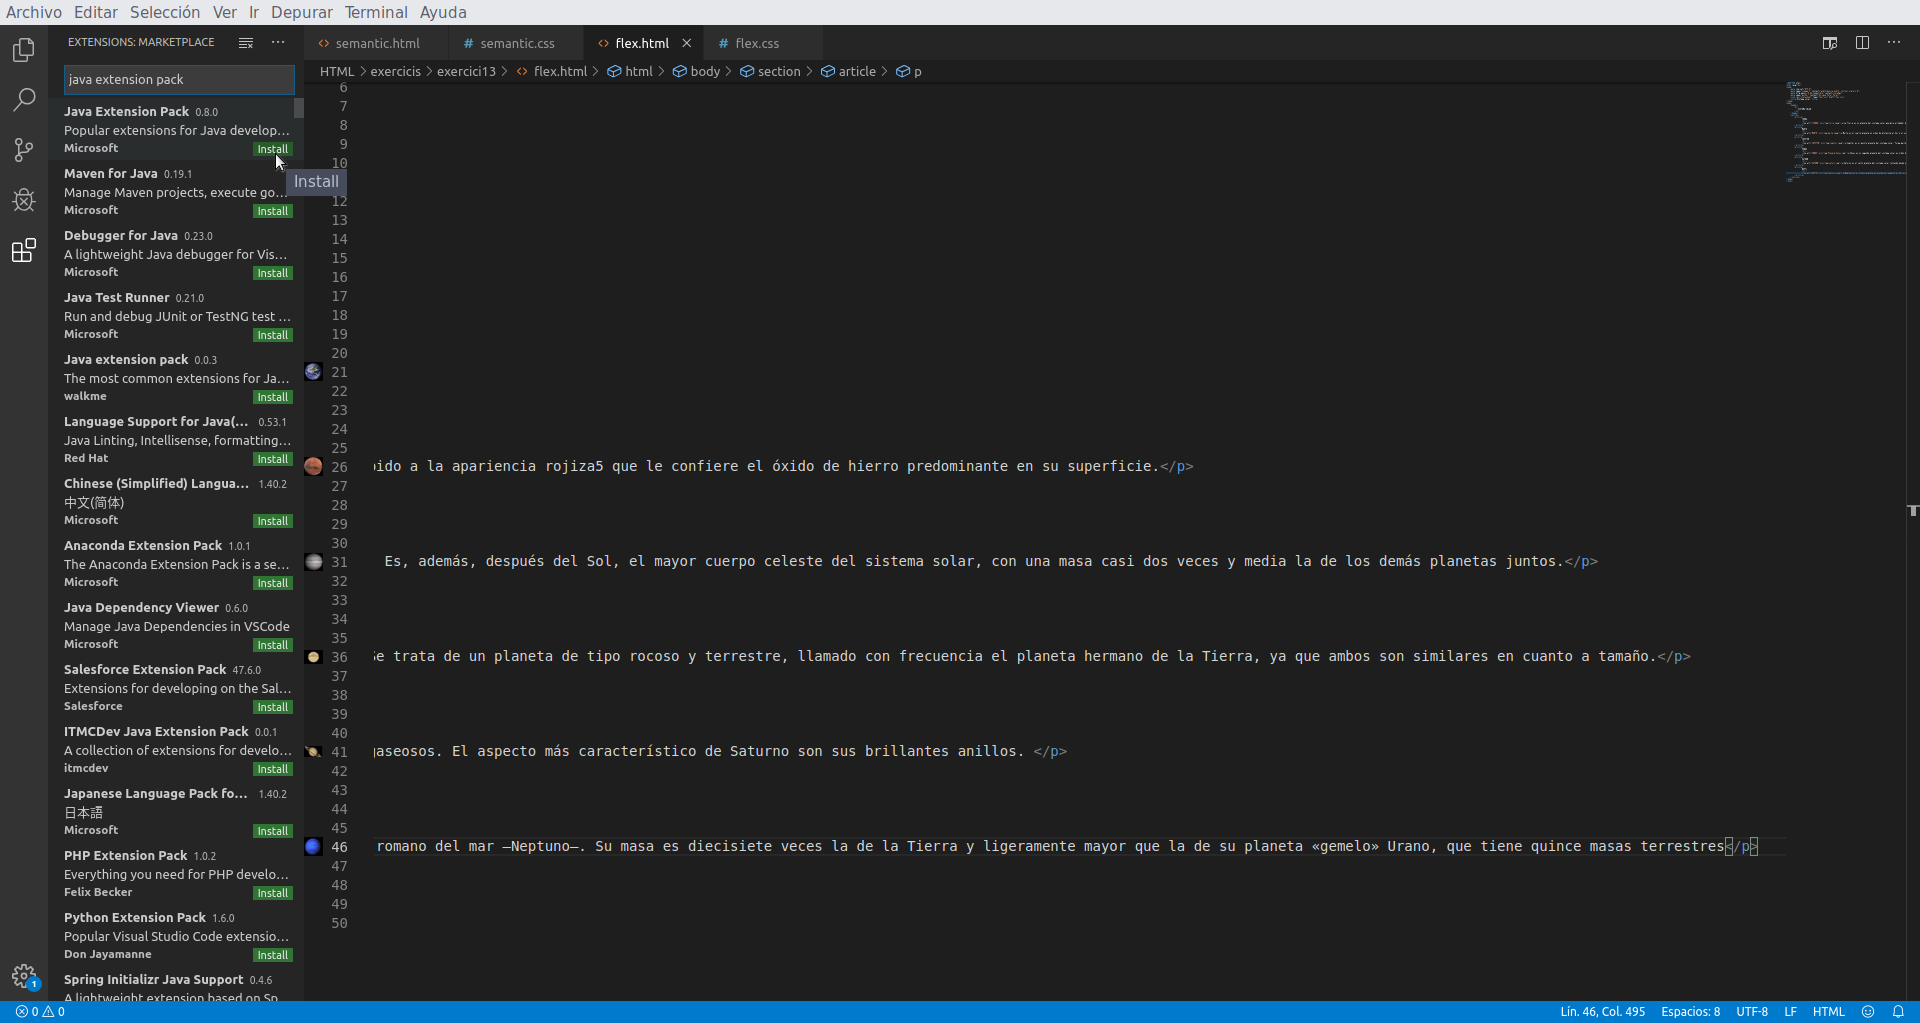 Archivo Editar Selección Ver Ir Depurar Terminal Ayuda
EXTENSIONS: MARKETPLACE
java extension pack
Java Extension Pack 0.8.0
Popular extensions for Java develop...
Microsoft Install
Install
Maven for Java 0.19.1
Manage Maven projects, execute go...
Microsoft Install
Debugger for Java 0.23.0
A lightweight Java debugger for Vis...
Microsoft Install
Java Test Runner 0.21.0
Run and debug JUnit or TestNG test ...
Microsoft Install
Java extension pack 0.0.3
The most common extensions for Ja...
walkme Install
Language Support for Java(... 0.53.1
Java Linting, Intellisense, formatting...
Red Hat Install
Chinese (Simplified) Langua... 1.40.2
中文(简体)
Microsoft Install
Anaconda Extension Pack 1.0.1
The Anaconda Extension Pack is a se...
Microsoft Install
Java Dependency Viewer 0.6.0
Manage Java Dependencies in VSCode
Microsoft Install
Salesforce Extension Pack 47.6.0
Extensions for developing on the Sal...
Salesforce Install
ITMCDev Java Extension Pack 0.0.1
A collection of extensions for develo...
itmcdev Install
Japanese Language Pack fo... 1.40.2
日本語
Microsoft Install
PHP Extension Pack 1.0.2
Everything you need for PHP develo...
Felix Becker Install
Python Extension Pack 1.6.0
Popular Visual Studio Code extensio...
Don Jayamanne Install
Spring Initializr Java Support 0.4.6
A lightweight extension based on Sp
semantic.html # semantic.css flex.html # flex.css
HTML > exercicis > exercici13 > flex.html > html > body > section > article > p
6
7
8
9
10
12
13
14
15
16
17
18
19
20
21
22
23
24
25
26 ido a la apariencia rojiza5 que le confiere el óxido de hierro predominante en su superficie.</p>
27
28
29
30
31 Es, además, después del Sol, el mayor cuerpo celeste del sistema solar, con una masa casi dos veces y media la de los demás planetas juntos.</p>
32
33
34
35
36 Se trata de un planeta de tipo rocoso y terrestre, llamado con frecuencia el planeta hermano de la Tierra, ya que ambos son similares en cuanto a tamaño.</p>
37
38
39
40
41 gaseosos. El aspecto más característico de Saturno son sus brillantes anillos. </p>
42
43
44
45
46 romano del mar —Neptuno—. Su masa es diecisiete veces la de la Tierra y ligeramente mayor que la de su planeta «gemelo» Urano, que tiene quince masas terrestres</p>
47
48
49
50
1
0 0 Lín. 46, Col. 495 Espacios: 8 UTF-8 LF HTML